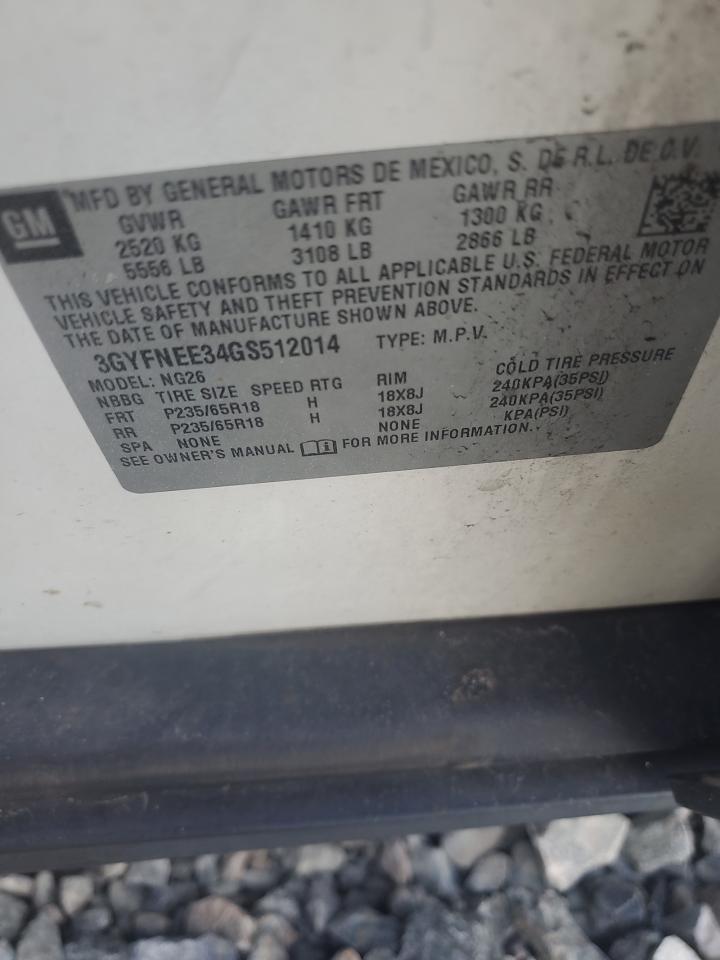 GM
MFD BY GENERAL MOTORS DE MEXICO, S. DE R.L. DE C.V.
GVWR GAWR FRT GAWR RR
2520 KG 1410 KG 1300 KG
5556 LB 3108 LB 2866 LB
THIS VEHICLE CONFORMS TO ALL APPLICABLE U.S. FEDERAL MOTOR
VEHICLE SAFETY AND THEFT PREVENTION STANDARDS IN EFFECT ON
THE DATE OF MANUFACTURE SHOWN ABOVE.
3GYFNEE34GS512014 TYPE: M.P.V.
MODEL: NG26
NBBG TIRE SIZE SPEED RTG RIM COLD TIRE PRESSURE
FRT P235/65R18 H 18X8J 240KPA(35PSI)
RR P235/65R18 H 18X8J 240KPA(35PSI)
SPA NONE NONE KPA(PSI)
SEE OWNER'S MANUAL FOR MORE INFORMATION.